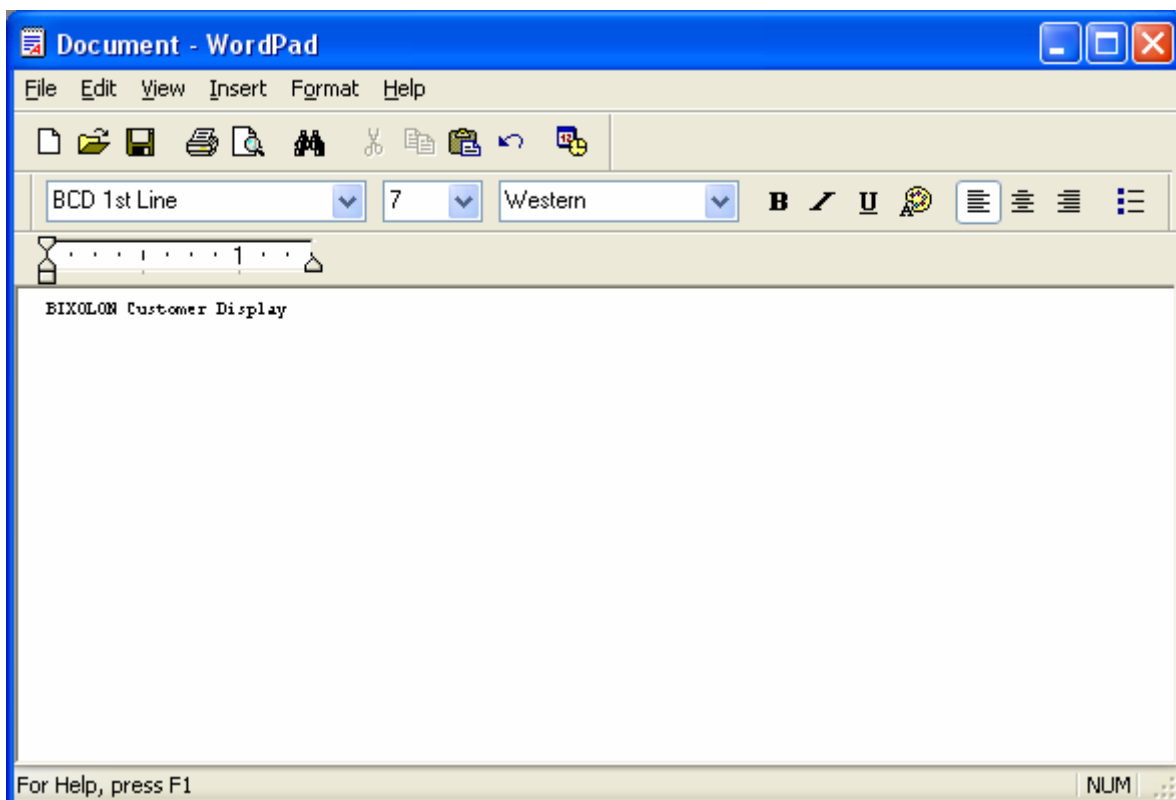 Document - WordPad
File Edit View Insert Format Help
12
BCD 1st Line 7 Western B I U A
1
BIXOLON Customer Display
For Help, press F1 NUM